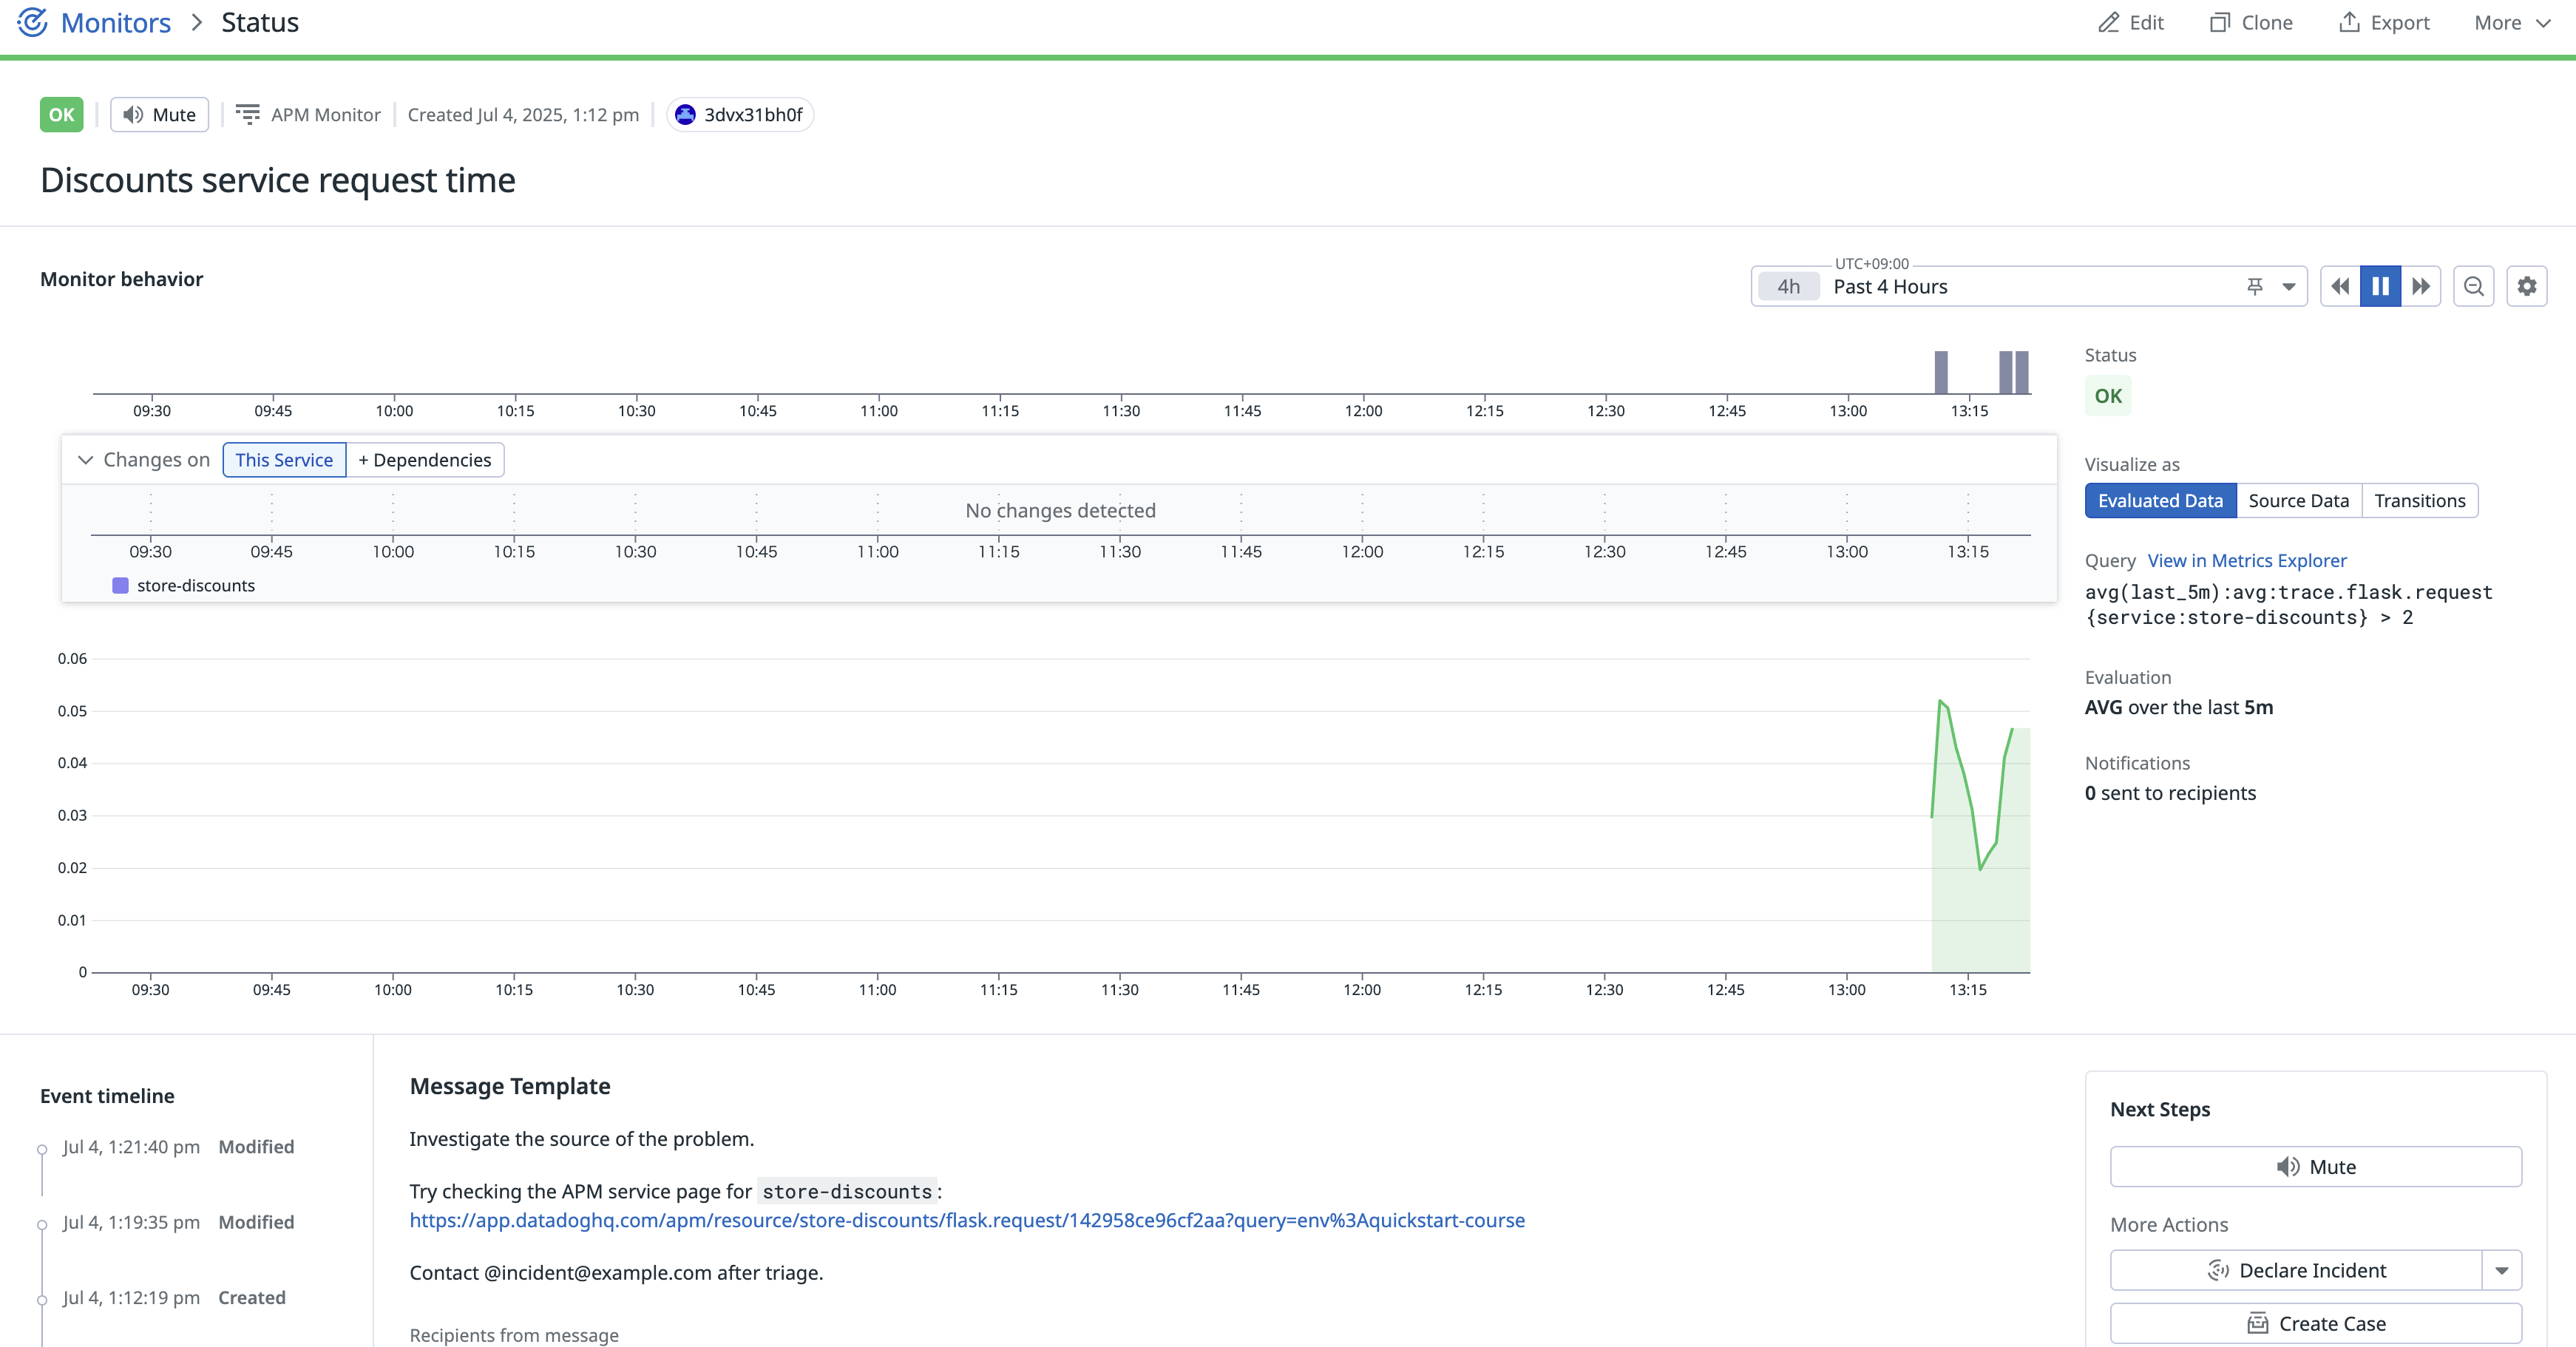 Monitors > Status
Edit Clone Export More
OK Mute APM Monitor Created Jul 4, 2025, 1:12 pm 3dvx31bh0f
Discounts service request time
Monitor behavior
UTC+09:00
4h Past 4 Hours
09:30 09:45 10:00 10:15 10:30 10:45 11:00 11:15 11:30 11:45 12:00 12:15 12:30 12:45 13:00 13:15
Changes on This Service + Dependencies
No changes detected
09:30 09:45 10:00 10:15 10:30 10:45 11:00 11:15 11:30 11:45 12:00 12:15 12:30 12:45 13:00 13:15
store-discounts
0.06
0.05
0.04
0.03
0.02
0.01
0
09:30 09:45 10:00 10:15 10:30 10:45 11:00 11:15 11:30 11:45 12:00 12:15 12:30 12:45 13:00 13:15
Status
OK
Visualize as
Evaluated Data Source Data Transitions
Query View in Metrics Explorer
avg(last_5m):avg:trace.flask.request
{service:store-discounts} > 2
Evaluation
AVG over the last 5m
Notifications
0 sent to recipients
Event timeline
Jul 4, 1:21:40 pm Modified
Jul 4, 1:19:35 pm Modified
Jul 4, 1:12:19 pm Created
Message Template
Investigate the source of the problem.
Try checking the APM service page for store-discounts:
https://app.datadoghq.com/apm/resource/store-discounts/flask.request/142958ce96cf2aa?query=env%3Aquickstart-course
Contact @incident@example.com after triage.
Recipients from message
Next Steps
Mute
More Actions
Declare Incident
Create Case